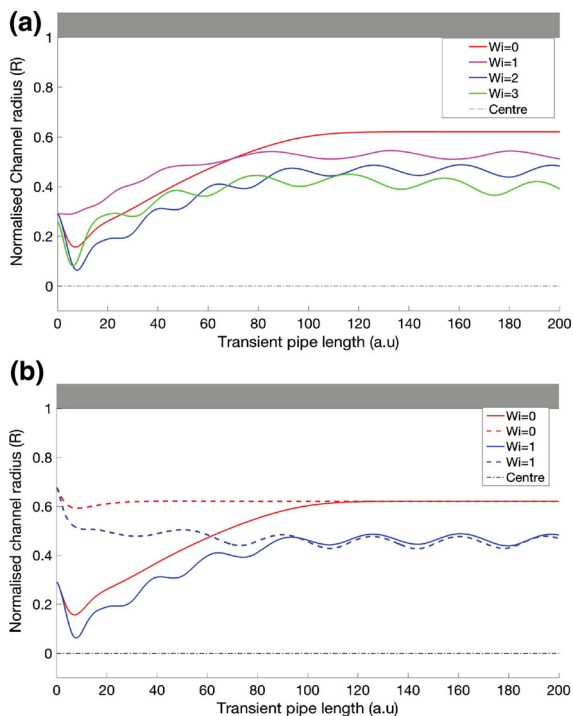 (a)
1
0.8
0.6
0.4
0.2
0
Normalised Channel radius (R)
Wi=0
Wi=1
Wi=2
Wi=3
Centre
0 20 40 60 80 100 120 140 160 180 200
Transient pipe length (a.u)
(b)
1
0.8
0.6
0.4
0.2
0
Normalised channel radius (R)
Wi=0
Wi=0
Wi=1
Wi=1
Centre
0 20 40 60 80 100 120 140 160 180 200
Transient pipe length (a.u)